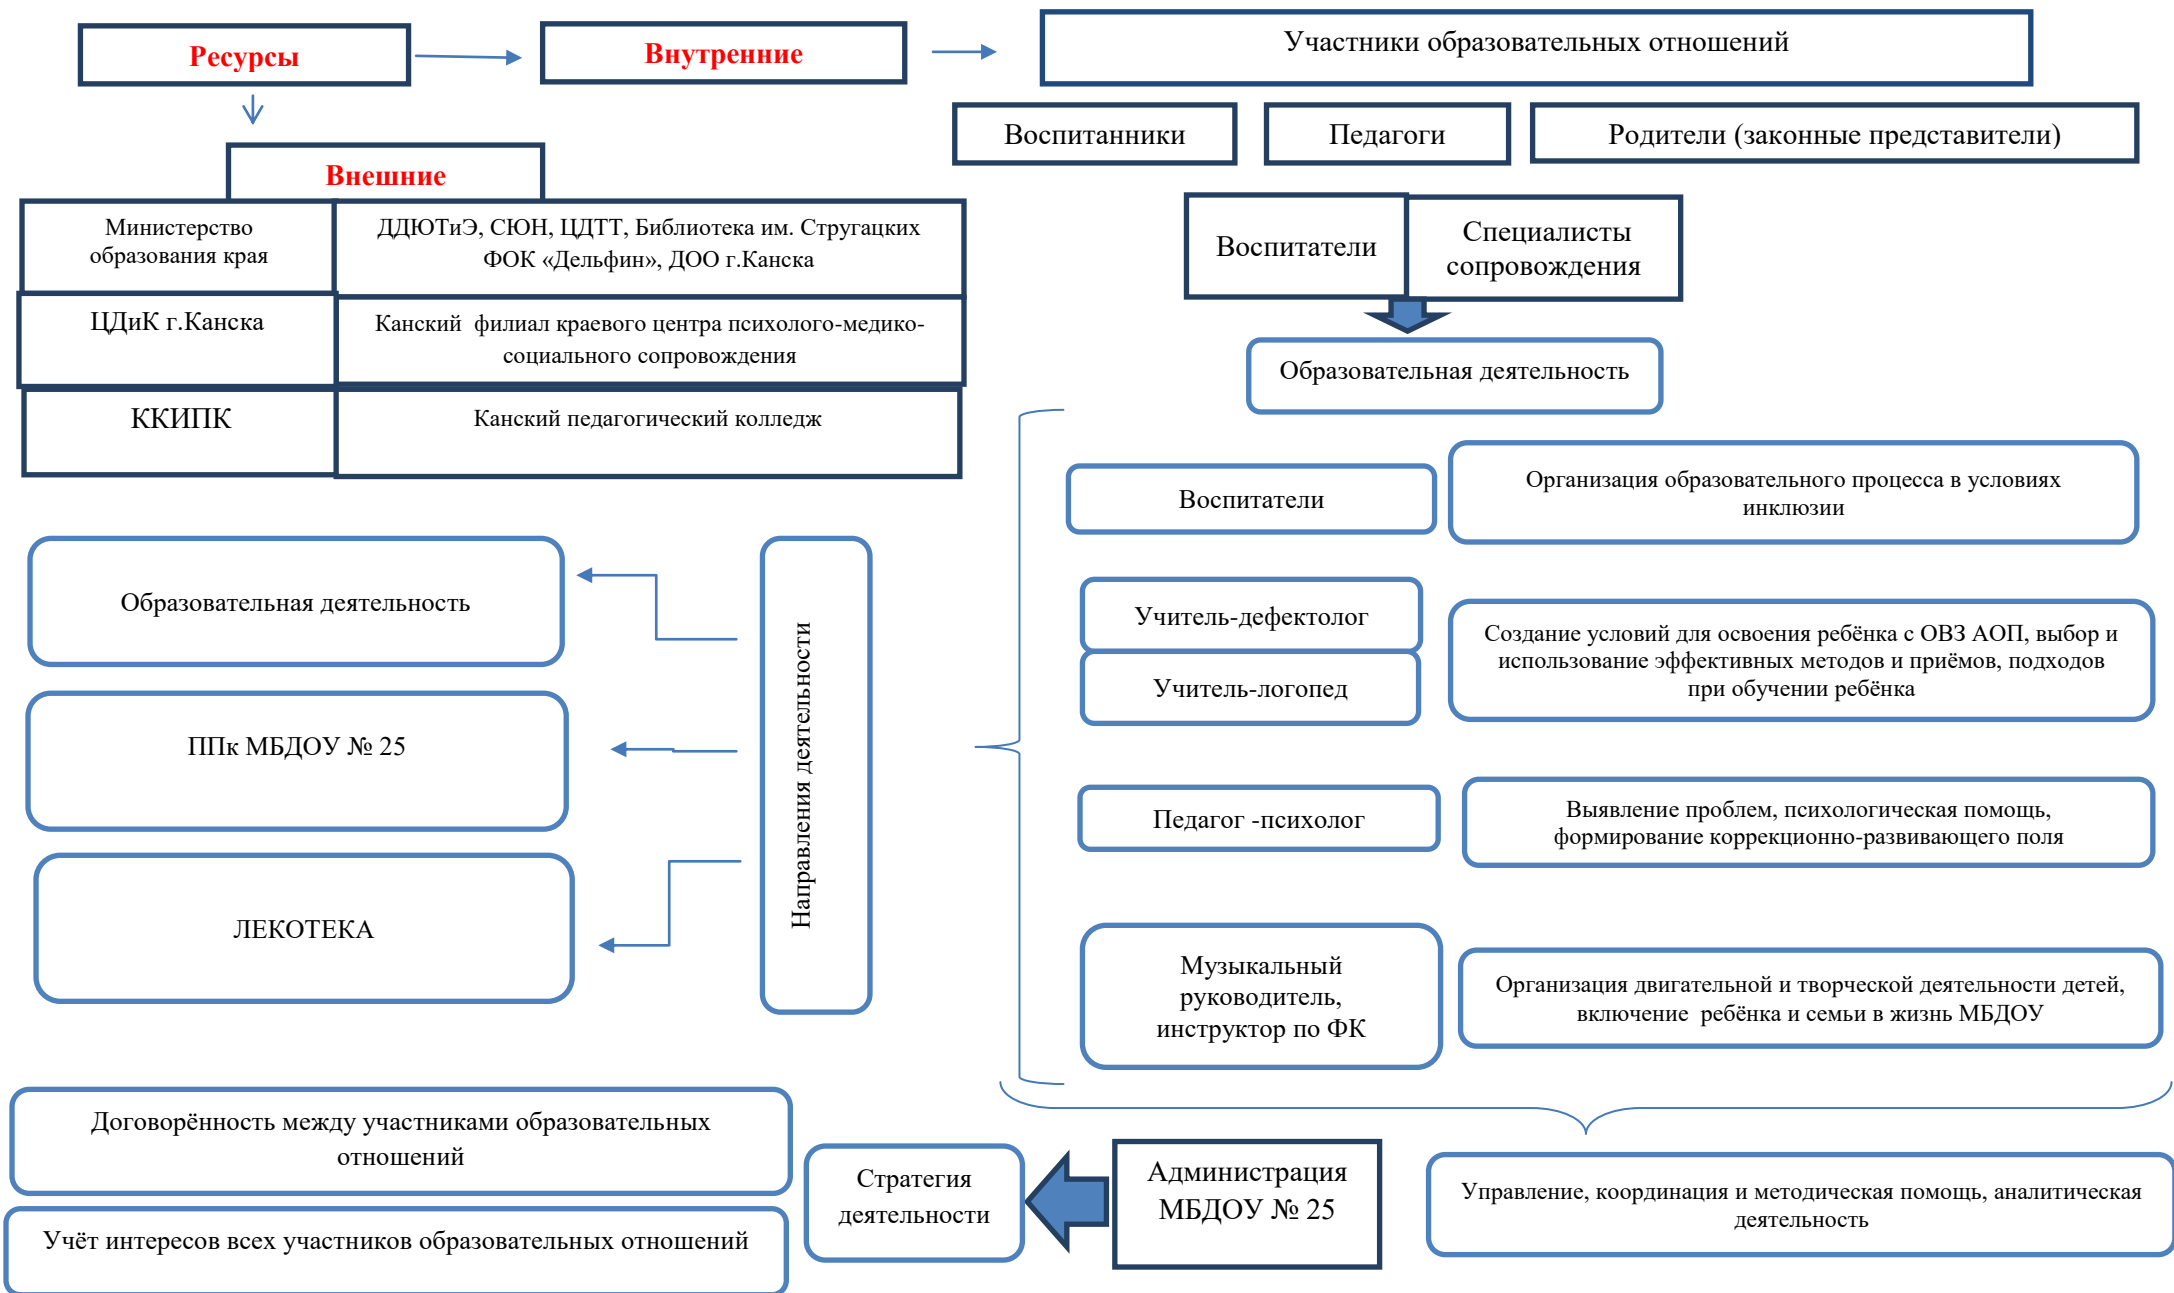 Ресурсы
Внутренние
Участники образовательных отношений
Воспитанники
Педагоги
Родители (законные представители)
Внешние
Министерство
образования края
ДДЮТиЭ, СЮН, ЦДТТ, Библиотека им. Стругацких
ФОК «Дельфин», ДОО г.Канска
ЦДиК г.Канска
Канский филиал краевого центра психолого-медико-
социального сопровождения
ККИПК
Канский педагогический колледж
Воспитатели
Специалисты
сопровождения
Образовательная деятельность
Воспитатели
Организация образовательного процесса в условиях
инклюзии
Учитель-дефектолог
Учитель-логопед
Создание условий для освоения ребёнка с ОВЗ АОП, выбор и
использование эффективных методов и приёмов, подходов
при обучении ребёнка
Педагог -психолог
Выявление проблем, психологическая помощь,
формирование коррекционно-развивающего поля
Музыкальный
руководитель,
инструктор по ФК
Организация двигательной и творческой деятельности детей,
включение ребёнка и семьи в жизнь МБДОУ
Направления деятельности
Образовательная деятельность
ППк МБДОУ № 25
ЛЕКОТЕКА
Договорённость между участниками образовательных
отношений
Учёт интересов всех участников образовательных отношений
Стратегия
деятельности
Администрация
МБДОУ № 25
Управление, координация и методическая помощь, аналитическая
деятельность